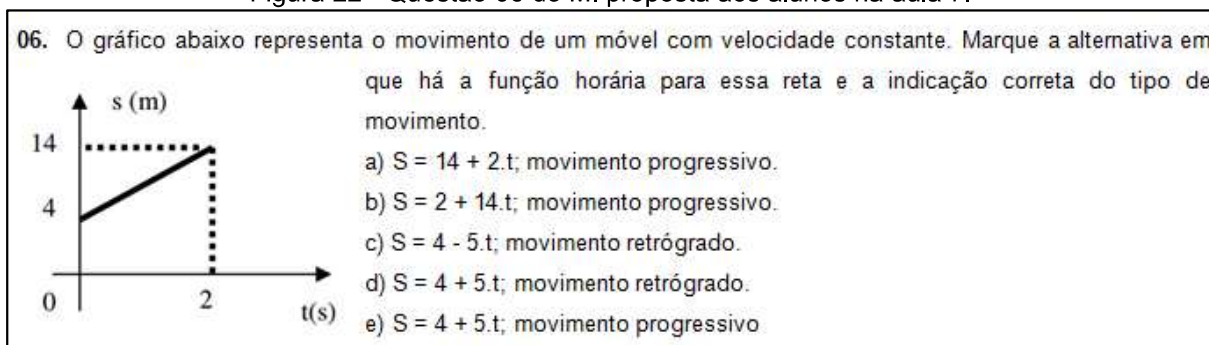 Figura 22 - Questão 06 do M. proposta aos alunos na aula 7.
06. O gráfico abaixo representa o movimento de um móvel com velocidade constante. Marque a alternativa em
que há a função horária para essa reta e a indicação correta do tipo de
movimento.
s (m)
14
4
0
2
t(s)
a) S = 14 + 2.t; movimento progressivo.
b) S = 2 + 14.t; movimento progressivo.
c) S = 4 - 5.t; movimento retrógrado.
d) S = 4 + 5.t; movimento retrógrado.
e) S = 4 + 5.t; movimento progressivo